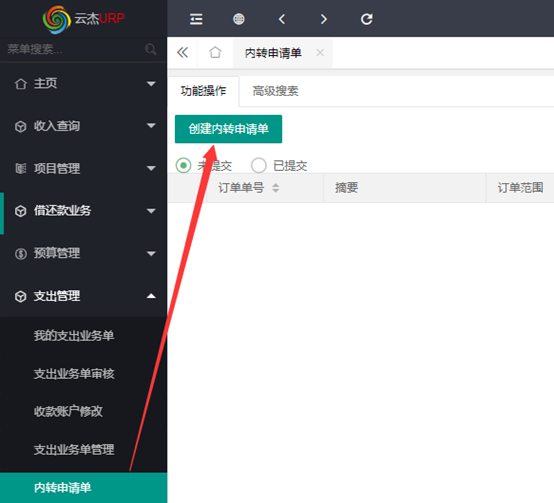 云杰URP
菜单搜索...
主页
收入查询
项目管理
借还款业务
预算管理
支出管理
我的支出业务单
支出业务单审核
收款账户修改
支出业务单管理
内转申请单
内转申请单
功能操作 高级搜索
创建内转申请单
未提交 已提交
订单单号 摘要 订单范围